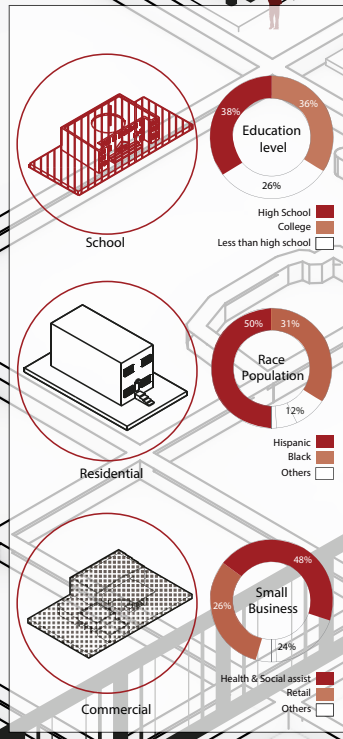 38%
36%
Education
level
26%
School
High School
College
Less than high school
50%
31%
Race
Population
12%
Residential
Hispanic
Black
Others
48%
26%
Small
Business
24%
Commercial
Health & Social assist
Retail
Others